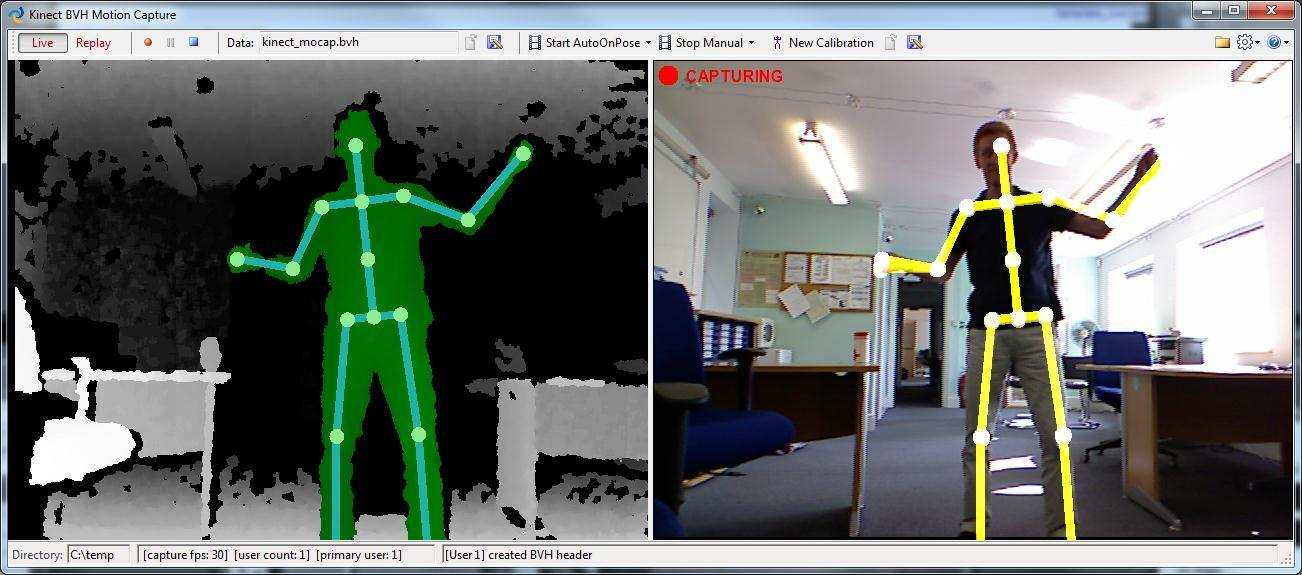 Kinect BVH Motion Capture
Live Replay Data: kinect_mocap.bvh Start AutoOnPose Stop Manual New Calibration
CAPTURING
Directory: C:\temp [capture fps: 30] [user count: 1] [primary user: 1] [User 1] created BVH header